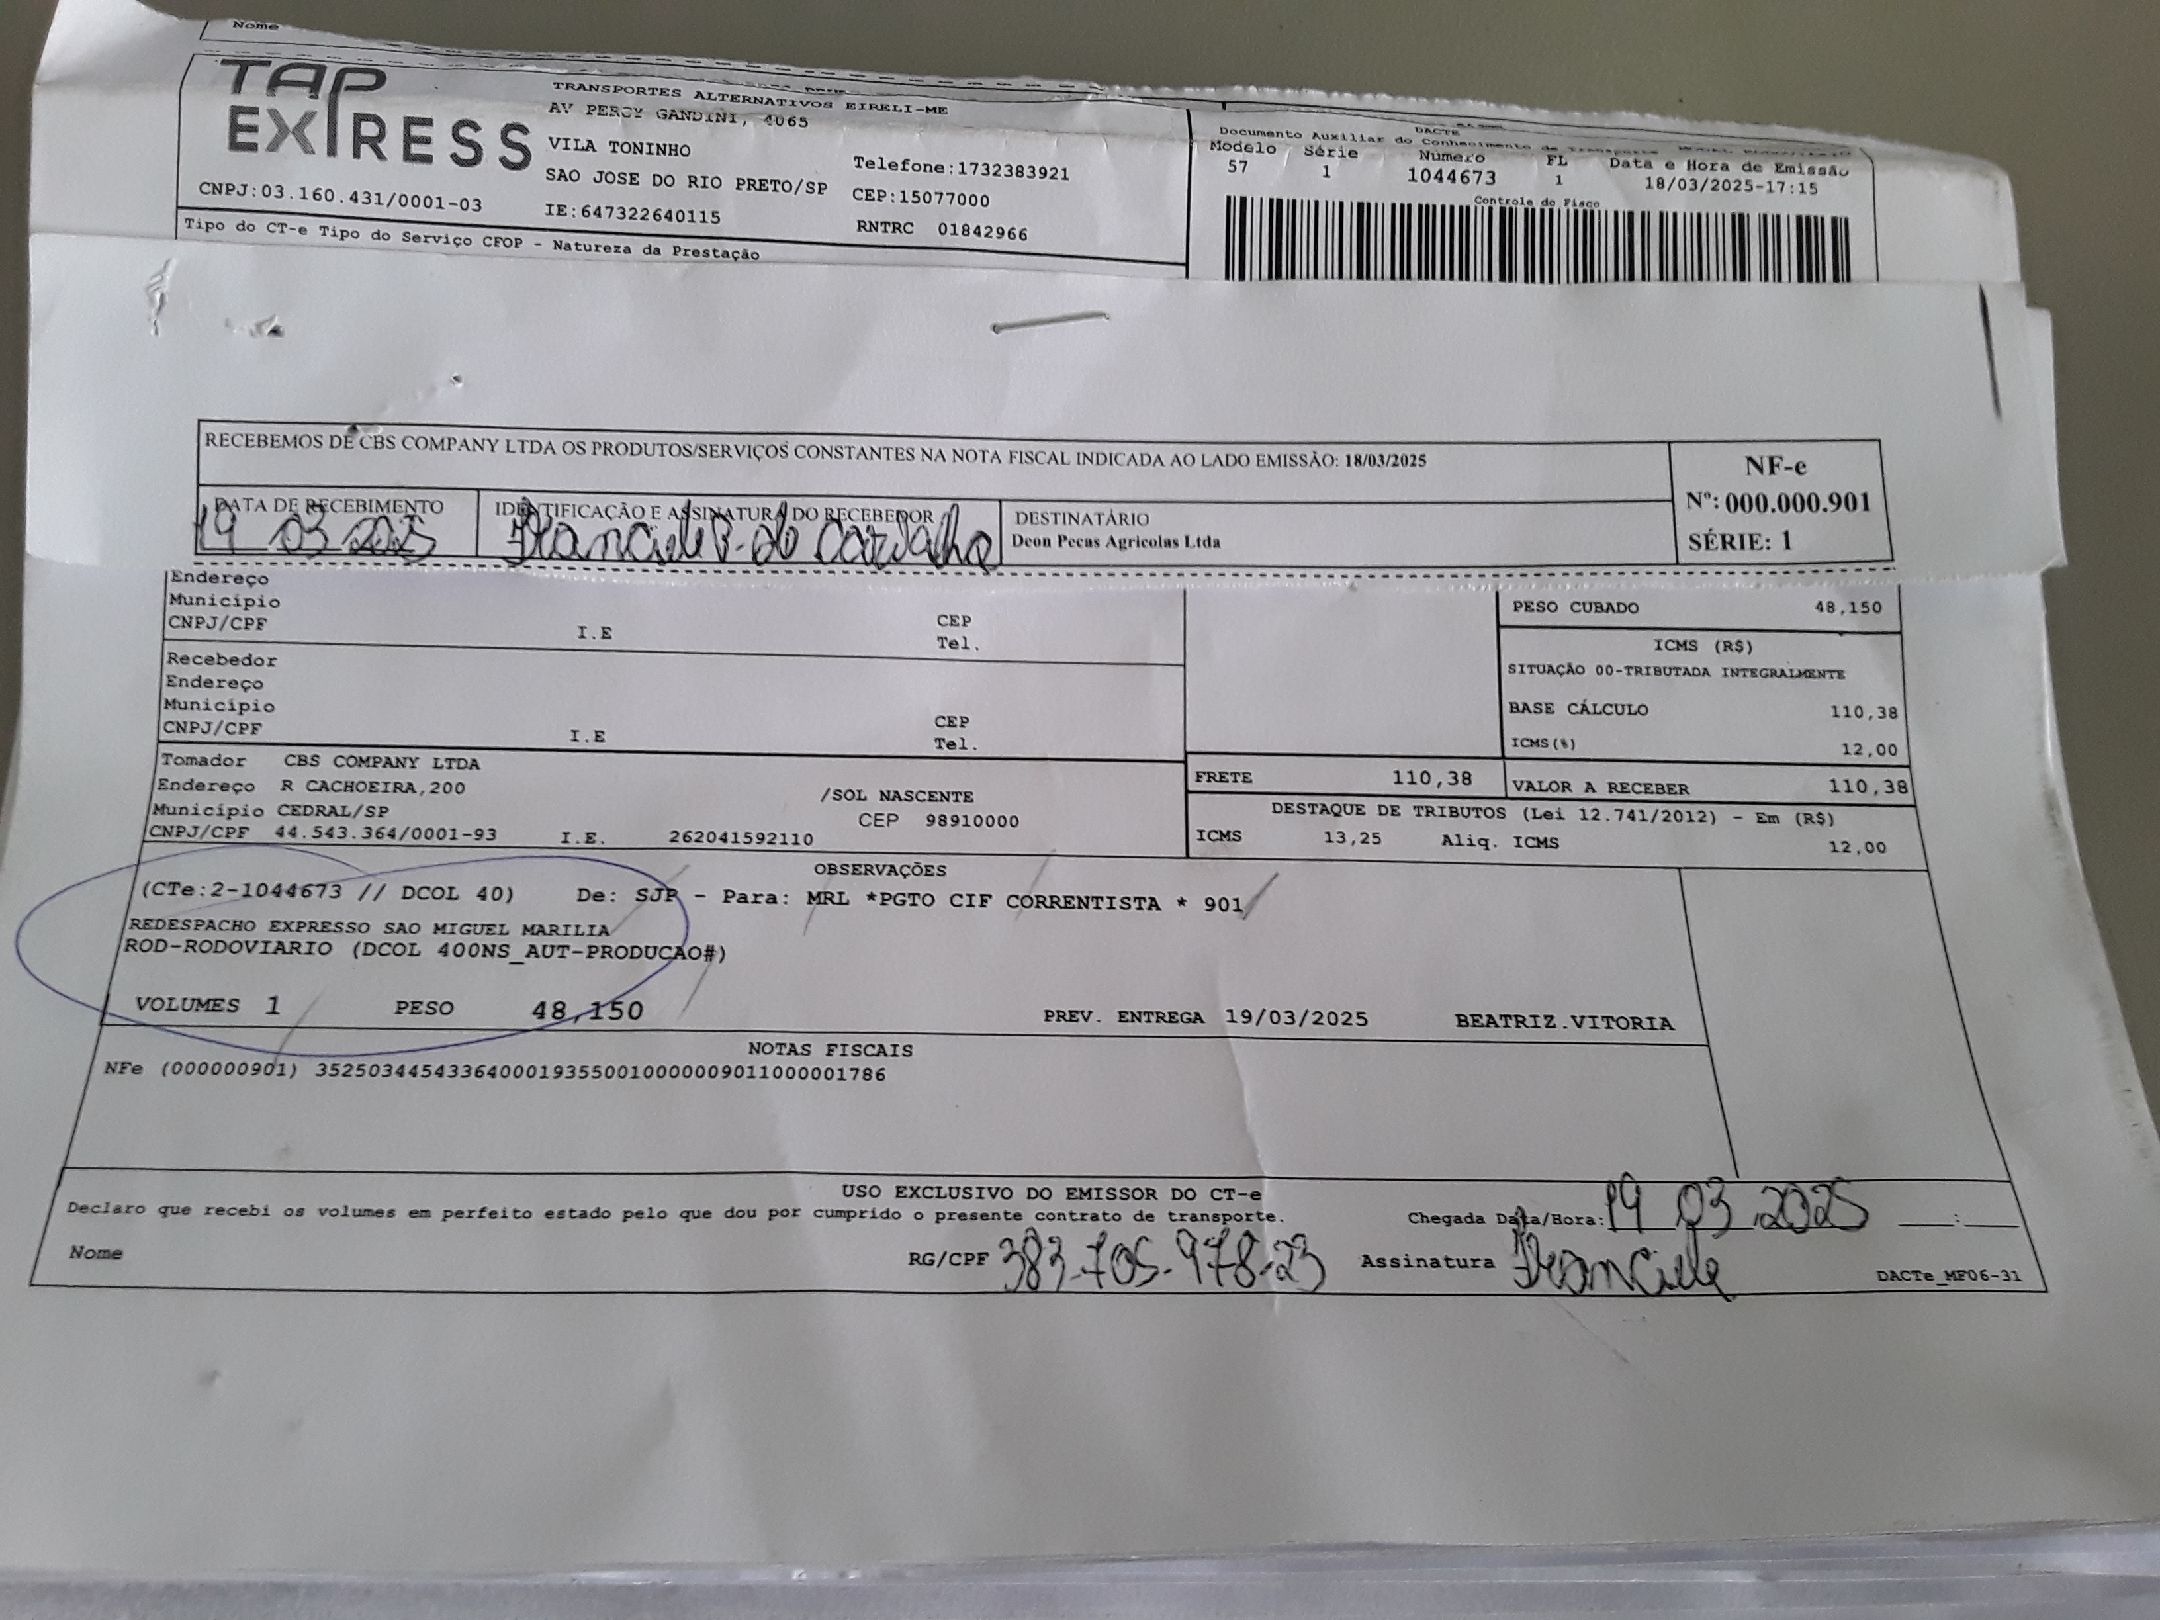 Nome
TAP
EXPRESS
TRANSPORTES ALTERNATIVOS EIRELI-ME
AV PERCY GANDINI, 4065
VILA TONINHO
SAO JOSE DO RIO PRETO/SP
Telefone:1732383921
CEP:15077000
CNPJ:03.160.431/0001-03
IE:647322640115
RNTRC 01842966
Tipo do CT-e Tipo do Serviço CFOP - Natureza da Prestação
DACTE
Documento Auxiliar do Conhecimento de Transporte
Modelo Série Numero FL Data e Hora de Emissão
57 1 1044673 1 18/03/2025-17:15
Controle do Fisco
RECEBEMOS DE CBS COMPANY LTDA OS PRODUTOS/SERVIÇOS CONSTANTES NA NOTA FISCAL INDICADA AO LADO EMISSÃO: 18/03/2025
NF-e
Nº: 000.000.901
SÉRIE: 1
DATA DE RECEBIMENTO
19 03 2025
IDENTIFICAÇÃO E ASSINATURA DO RECEBEDOR
Franciele B. de Carvalho
DESTINATÁRIO
Deon Pecas Agricolas Ltda
Endereço
Município
CNPJ/CPF I.E CEP
Tel.
Recebedor
Endereço
Município
CNPJ/CPF I.E CEP
Tel.
PESO CUBADO 48,150
ICMS (R$)
SITUAÇÃO 00-TRIBUTADA INTEGRALMENTE
BASE CÁLCULO 110,38
ICMS(%) 12,00
Tomador CBS COMPANY LTDA
Endereço R CACHOEIRA,200 /SOL NASCENTE
Município CEDRAL/SP CEP 98910000
CNPJ/CPF 44.543.364/0001-93 I.E. 262041592110
FRETE 110,38 VALOR A RECEBER 110,38
DESTAQUE DE TRIBUTOS (Lei 12.741/2012) - Em (R$)
ICMS 13,25 Aliq. ICMS 12,00
OBSERVAÇÕES
(CTe:2-1044673 // DCOL 40) De: SJP - Para: MRL *PGTO CIF CORRENTISTA * 901
REDESPACHO EXPRESSO SAO MIGUEL MARILIA
ROD-RODOVIARIO (DCOL 400NS_AUT-PRODUCAO#)
VOLUMES 1 PESO 48,150 PREV. ENTREGA 19/03/2025 BEATRIZ.VITORIA
NOTAS FISCAIS
NFe (000000901) 35250344543364000193550010000009011000001786
USO EXCLUSIVO DO EMISSOR DO CT-e
Declaro que recebi os volumes em perfeito estado pelo que dou por cumprido o presente contrato de transporte.
Chegada Data/Hora: 19 03 2025 ___:___
Nome RG/CPF 383.705.978-23 Assinatura Franciele
DACTe_MF06-31